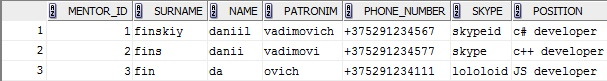 MENTOR_ID SURNAME NAME PATRONIM PHONE_NUMBER SKYPE POSITION
1 1 finskiy daniil vadimovich +375291234567 skypeid c# developer
2 2 fins daniil vadimovi +375291234577 skype c++ developer
3 3 fin da ovich +375291234111 lololoid JS developer